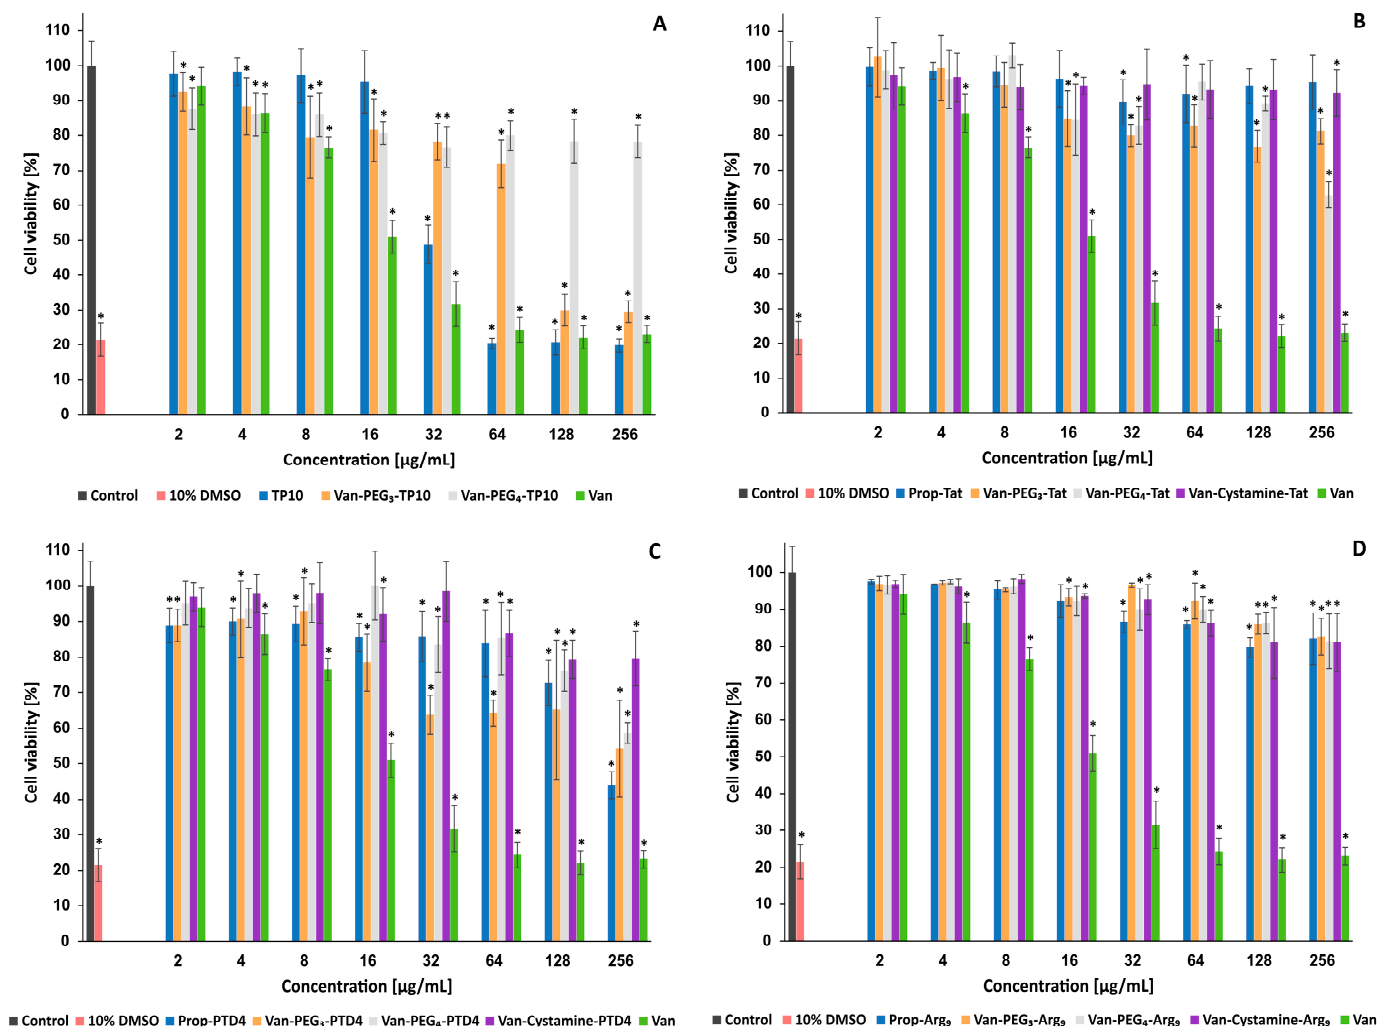 A
Cell viability [%]
110
100
90
80
70
60
50
40
30
20
10
0
2 4 8 16 32 64 128 256
Concentration [µg/mL]
Control 10% DMSO TP10 Van-PEG₃-TP10 Van-PEG₄-TP10 Van
B
Cell viability [%]
110
100
90
80
70
60
50
40
30
20
10
0
2 4 8 16 32 64 128 256
Concentration [µg/mL]
Control 10% DMSO Prop-Tat Van-PEG₃-Tat Van-PEG₄-Tat Van-Cystamine-Tat Van
C
Cell viability [%]
110
100
90
80
70
60
50
40
30
20
10
0
2 4 8 16 32 64 128 256
Concentration [µg/mL]
Control 10% DMSO Prop-PTD4 Van-PEG₃-PTD4 Van-PEG₄-PTD4 Van-Cystamine-PTD4 Van
D
Cell viability [%]
100
90
80
70
60
50
40
30
20
10
0
2 4 8 16 32 64 128 256
Concentration [µg/mL]
Control 10% DMSO Prop-Arg₉ Van-PEG₃-Arg₉ Van-PEG₄-Arg₉ Van-Cystamine-Arg₉ Van